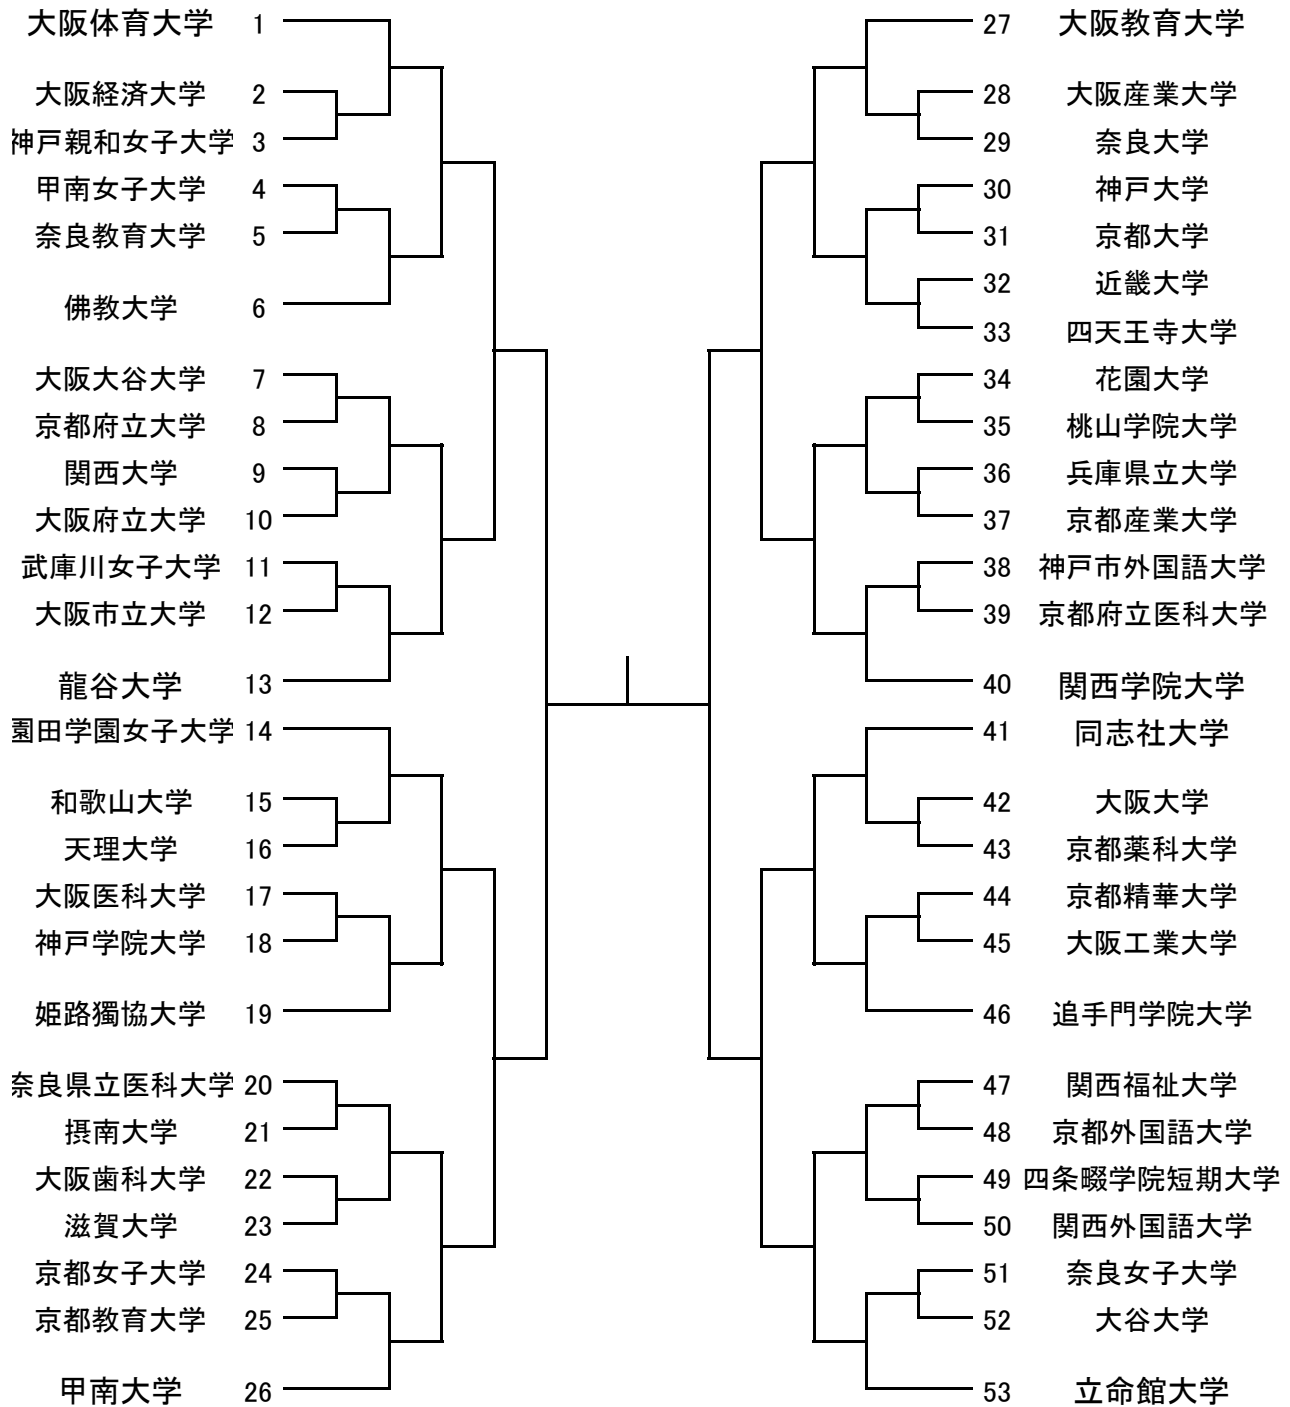 大阪体育大学 1
大阪経済大学 2
神戸親和女子大学 3
甲南女子大学 4
奈良教育大学 5
佛教大学 6
大阪大谷大学 7
京都府立大学 8
関西大学 9
大阪府立大学 10
武庫川女子大学 11
大阪市立大学 12
龍谷大学 13
園田学園女子大学 14
和歌山大学 15
天理大学 16
大阪医科大学 17
神戸学院大学 18
姫路獨協大学 19
奈良県立医科大学 20
摂南大学 21
大阪歯科大学 22
滋賀大学 23
京都女子大学 24
京都教育大学 25
甲南大学 26
27 大阪教育大学
28 大阪産業大学
29 奈良大学
30 神戸大学
31 京都大学
32 近畿大学
33 四天王寺大学
34 花園大学
35 桃山学院大学
36 兵庫県立大学
37 京都産業大学
38 神戸市外国語大学
39 京都府立医科大学
40 関西学院大学
41 同志社大学
42 大阪大学
43 京都薬科大学
44 京都精華大学
45 大阪工業大学
46 追手門学院大学
47 関西福祉大学
48 京都外国語大学
49 四条畷学院短期大学
50 関西外国語大学
51 奈良女子大学
52 大谷大学
53 立命館大学